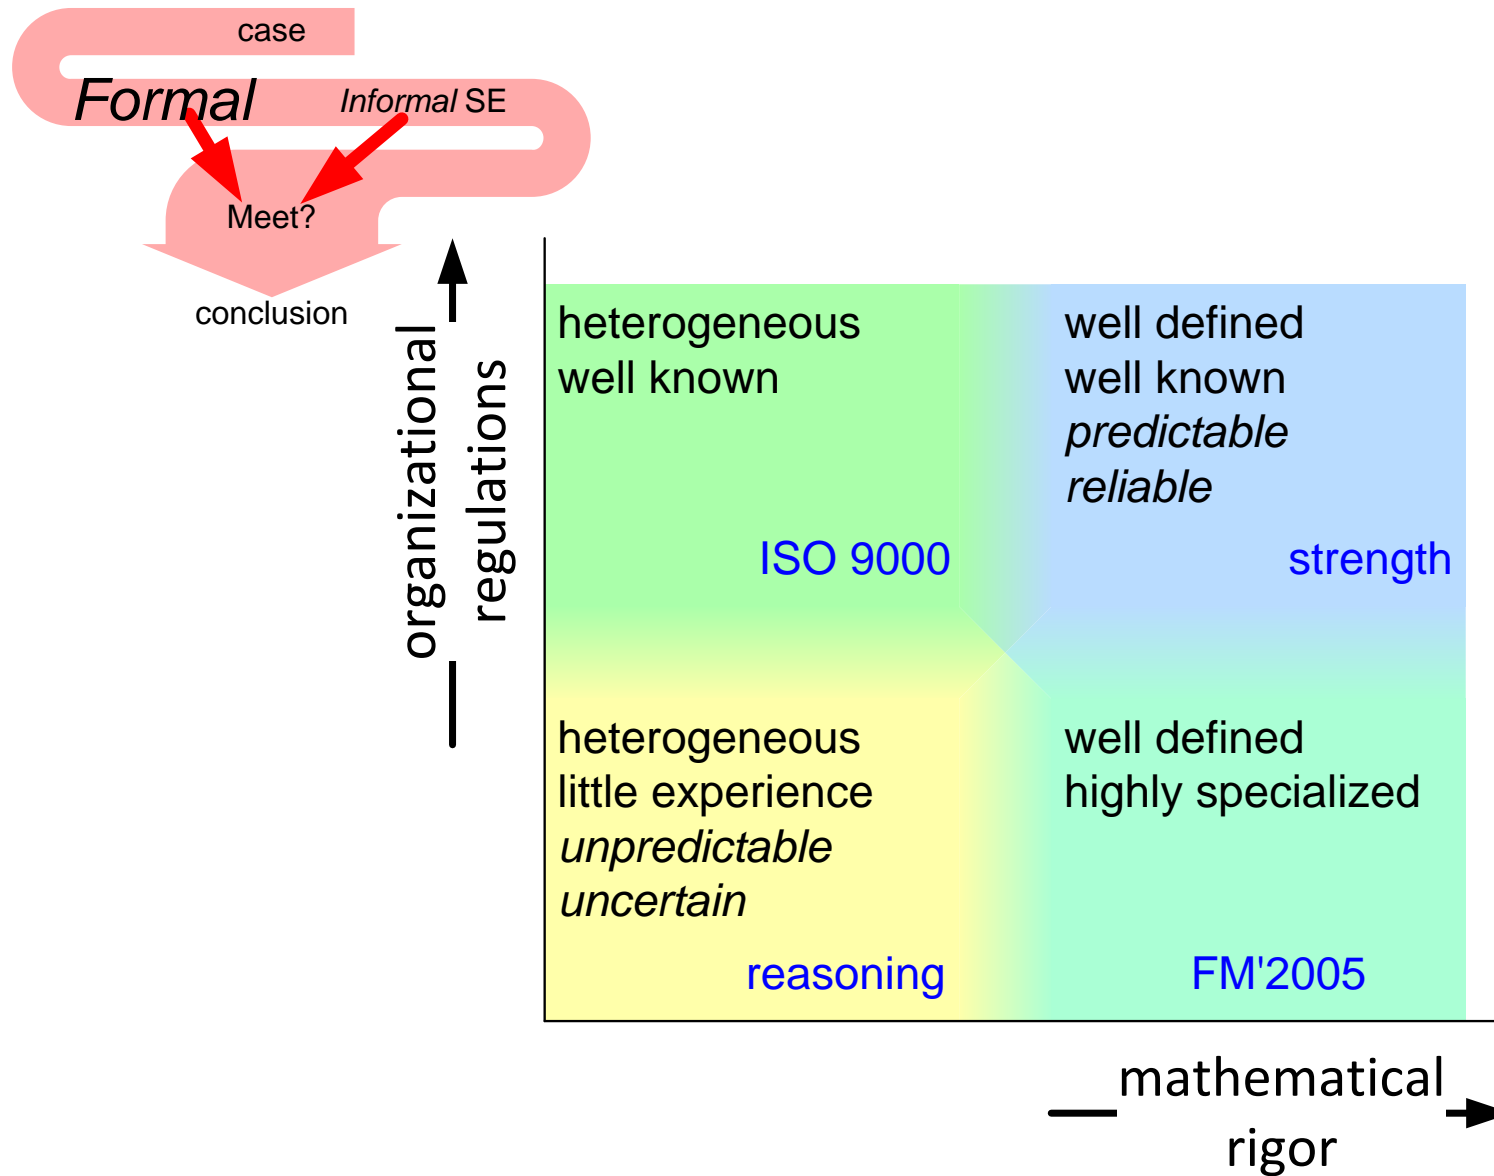 case
Formal
Informal SE
Meet?
conclusion
organizational
regulations
heterogeneous
well known
ISO 9000
well defined
well known
predictable
reliable
strength
heterogeneous
little experience
unpredictable
uncertain
reasoning
well defined
highly specialized
FM'2005
mathematical
rigor